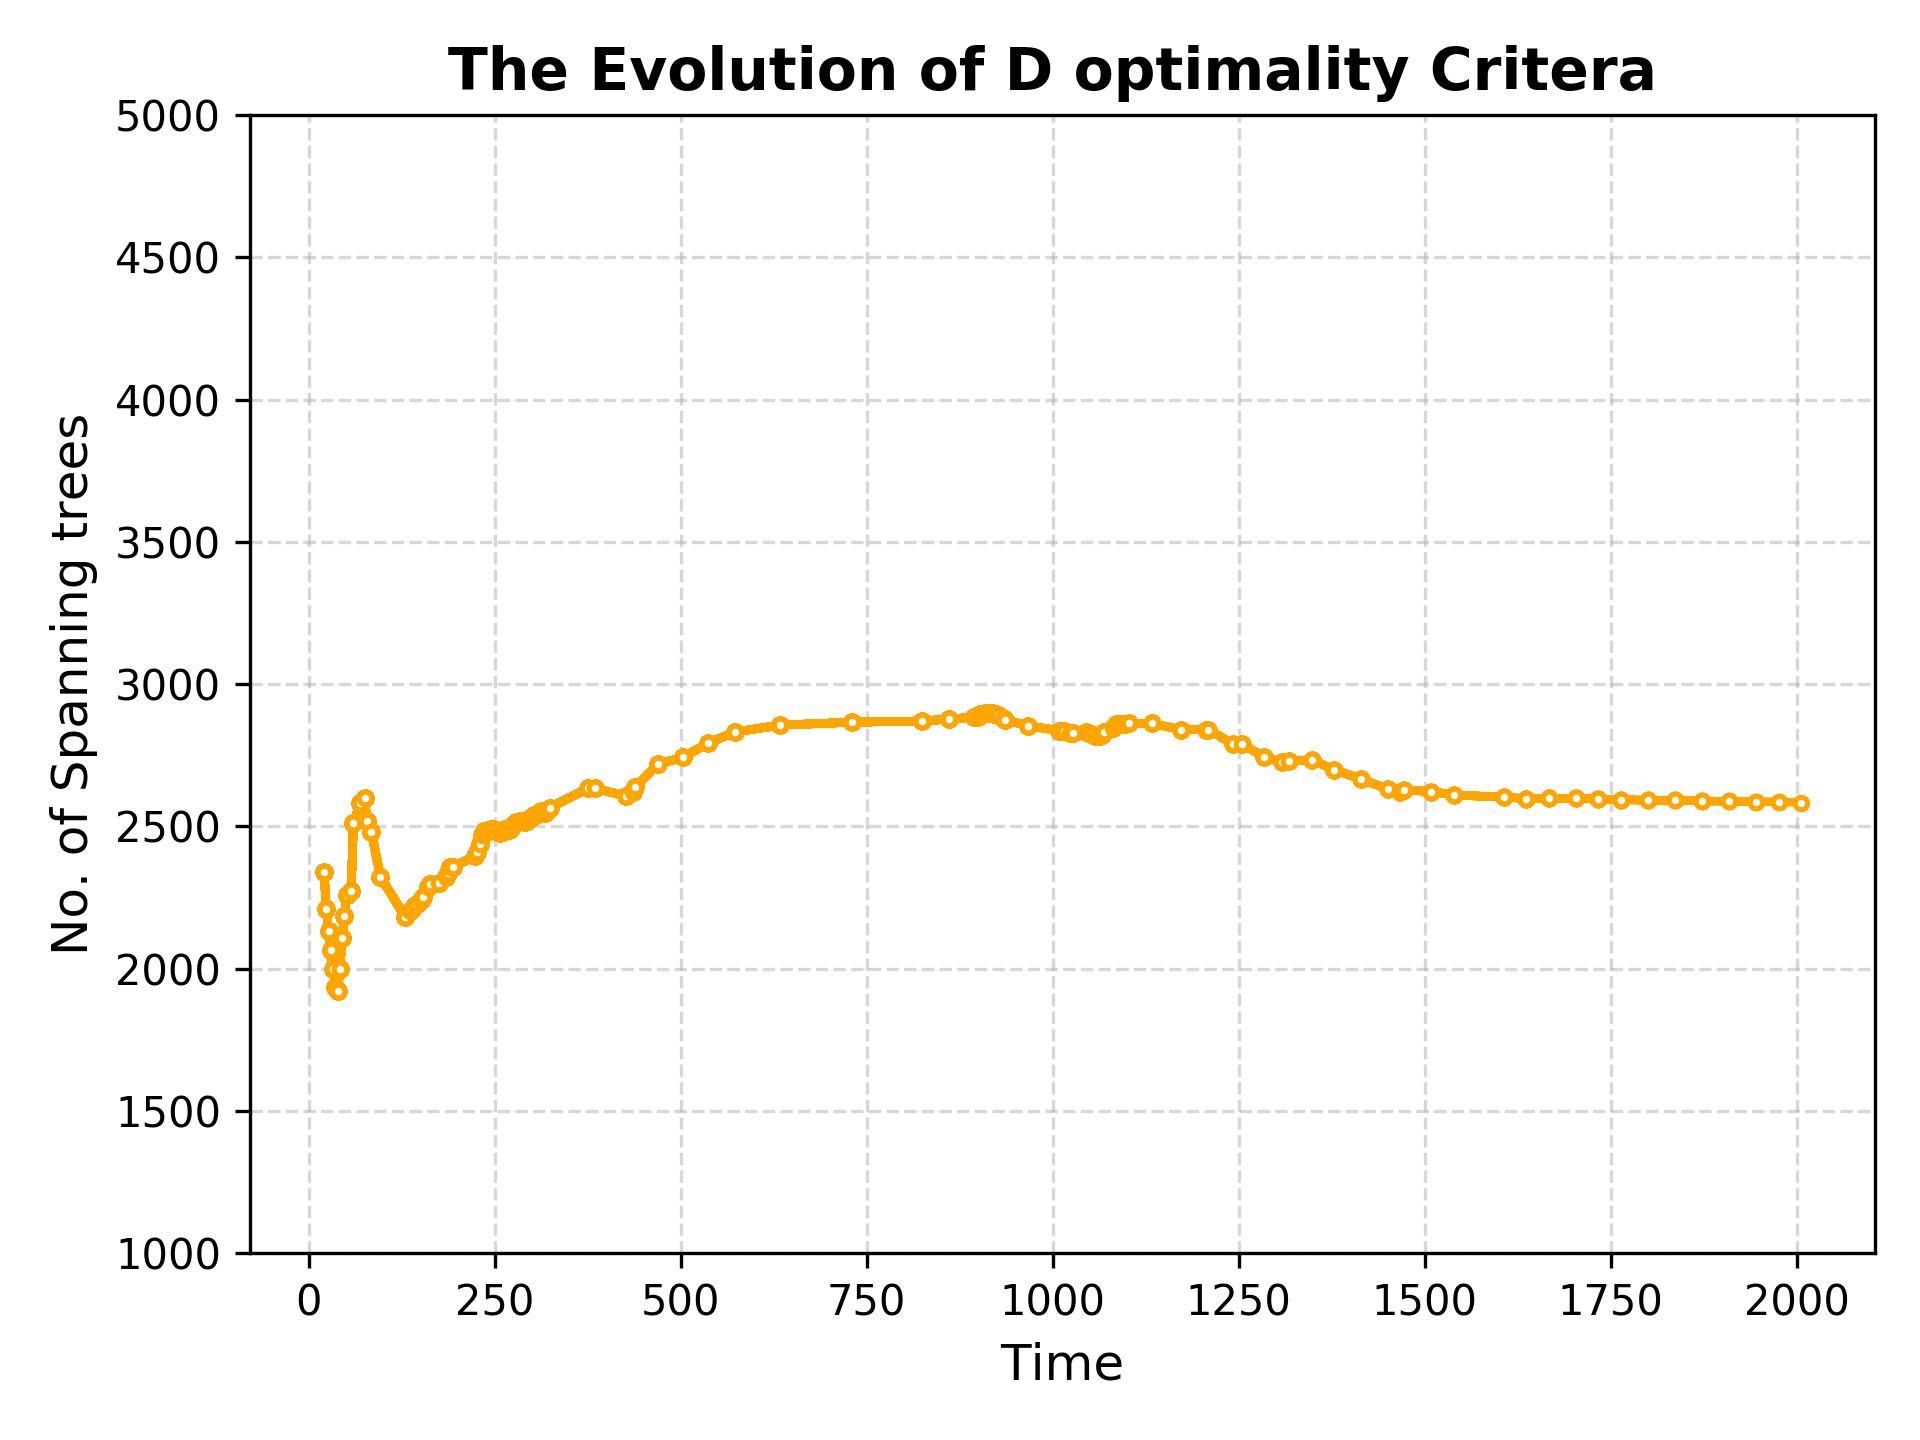 The Evolution of D optimality Critera
5000
4500
4000
3500
3000
2500
2000
1500
1000
No. of Spanning trees
0 250 500 750 1000 1250 1500 1750 2000
Time